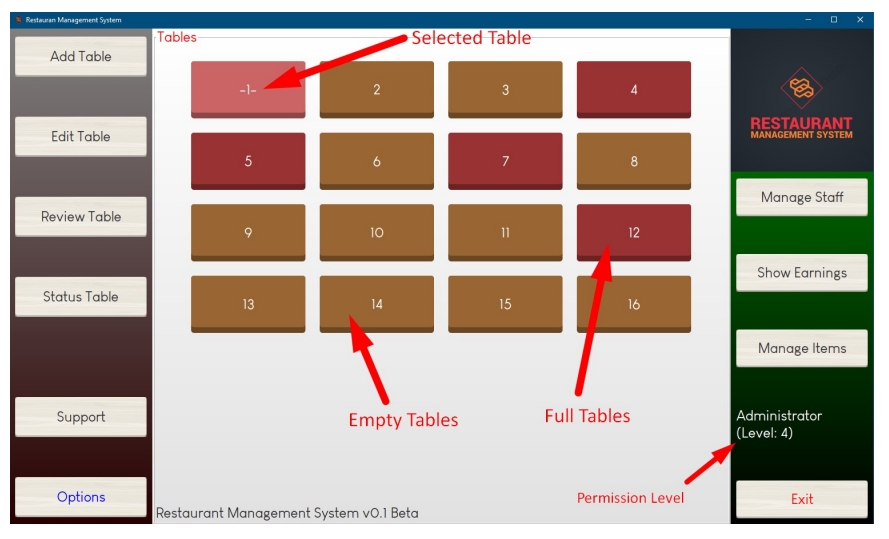 Restauran Management System
Add Table
Edit Table
Review Table
Status Table
Support
Options
Tables
Selected Table
-1-
2
3
4
5
6
7
8
9
10
11
12
13
14
15
16
Empty Tables
Full Tables
Permission Level
Restaurant Management System v0.1 Beta
RESTAURANT
MANAGEMENT SYSTEM
Manage Staff
Show Earnings
Manage Items
Administrator
(Level: 4)
Exit